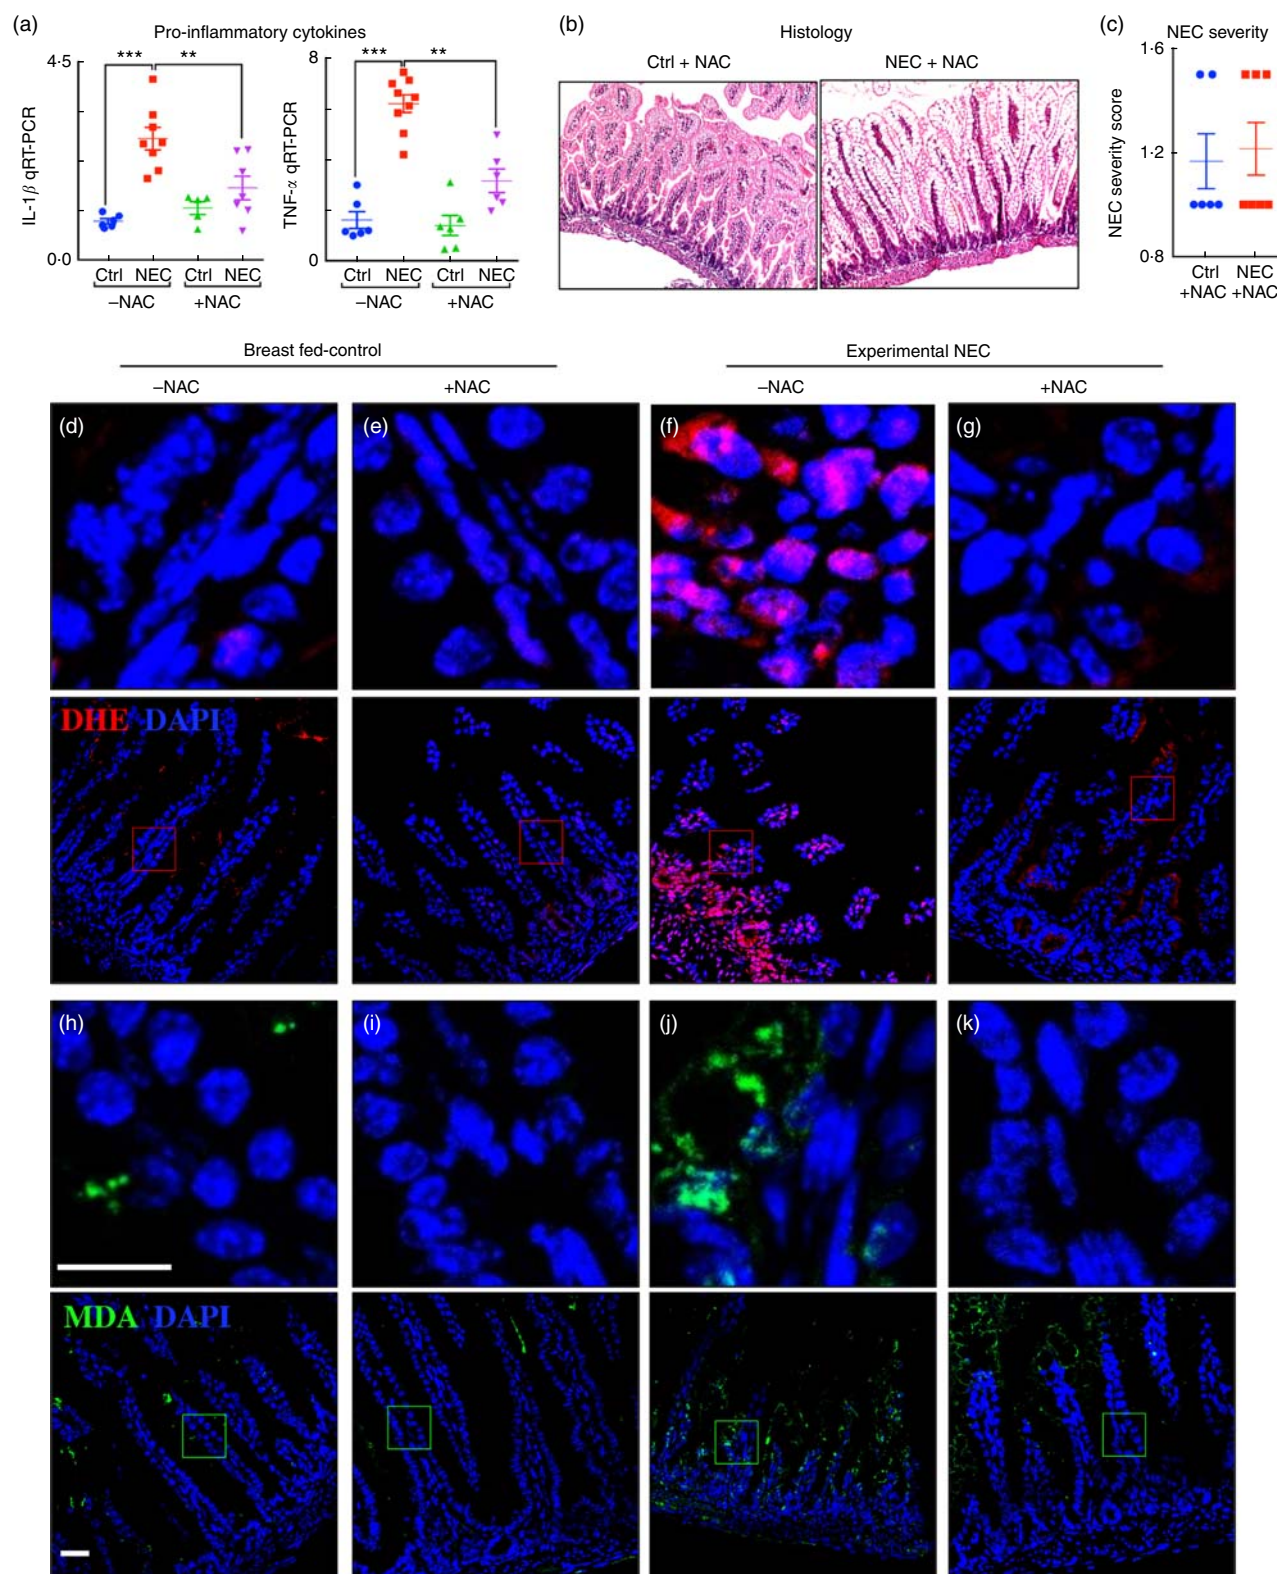 (a)
Pro-inflammatory cytokines
IL-1β qRT-PCR
4·5
0·0
***
**
Ctrl NEC Ctrl NEC
–NAC +NAC
TNF-α qRT-PCR
8
0
***
**
Ctrl NEC Ctrl NEC
–NAC +NAC
(b)
Histology
Ctrl + NAC NEC + NAC
(c)
NEC severity
NEC severity score
1·6
1·2
0·8
Ctrl NEC
+NAC +NAC
Breast fed-control Experimental NEC
–NAC +NAC –NAC +NAC
(d) (e) (f) (g)
DHE DAPI
(h) (i) (j) (k)
MDA DAPI